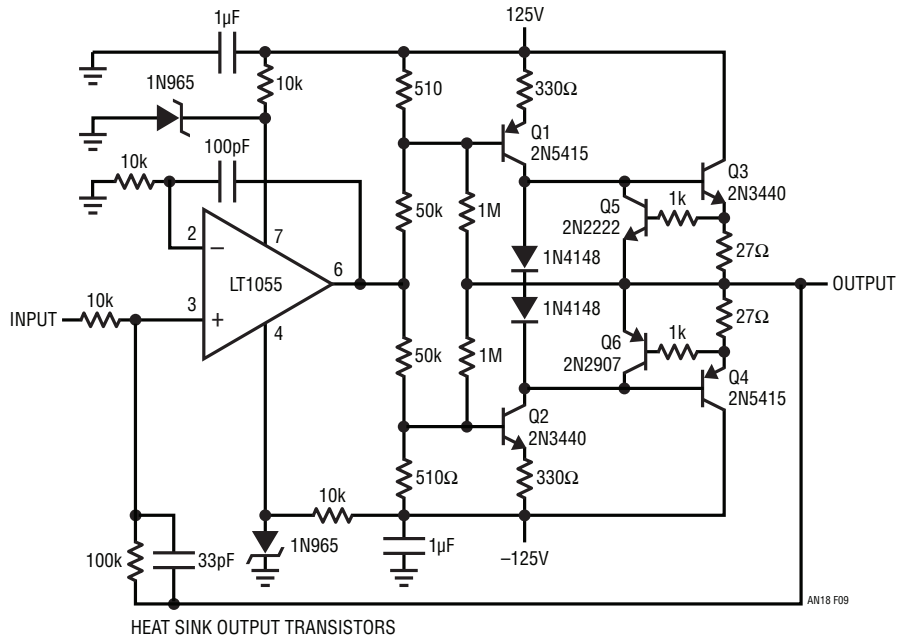 1µF
125V
1N965
10k
510
330Ω
Q1
2N5415
10k
100pF
Q3
2N3440
Q5
2N2222
1k
50k
1M
27Ω
2
7
1N4148
LT1055
6
OUTPUT
10k
INPUT
3
4
1N4148
27Ω
50k
1M
Q6
2N2907
1k
Q4
2N5415
Q2
2N3440
510Ω
330Ω
10k
1N965
1µF
–125V
100k
33pF
AN18 F09
HEAT SINK OUTPUT TRANSISTORS